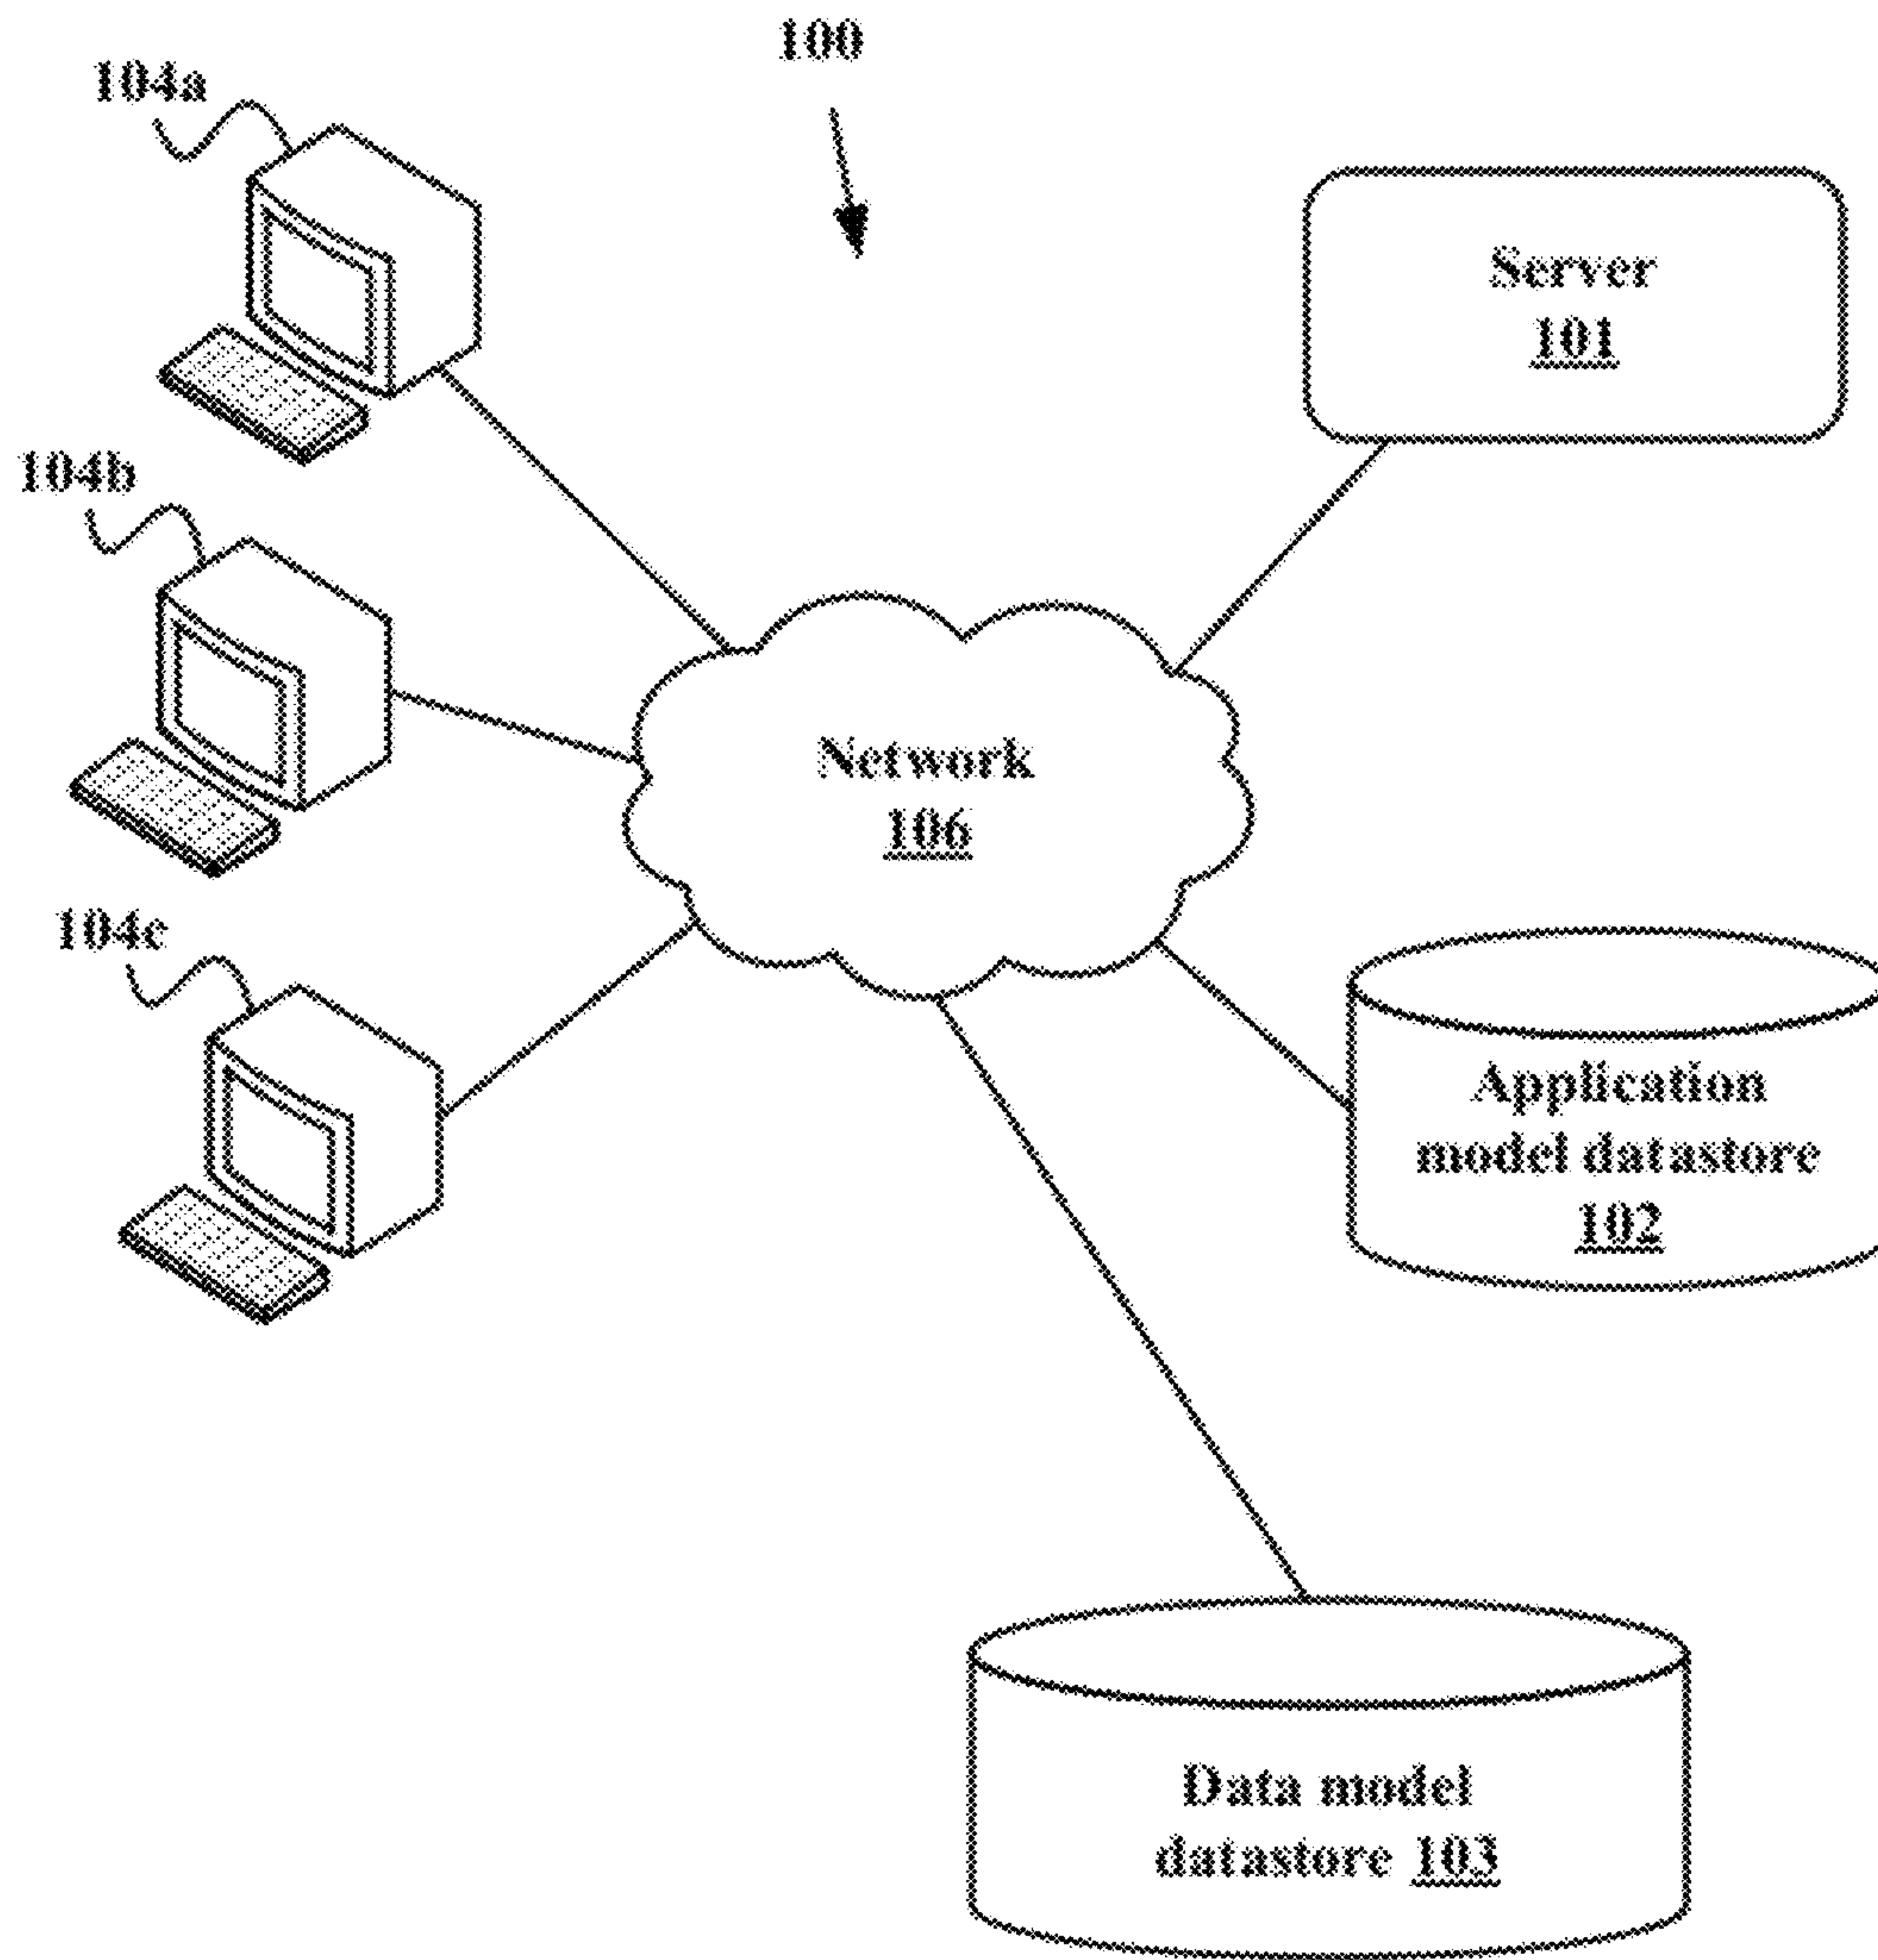 100
104a
Server
101
104b
Network
106
104c
Application
model datastore
102
Data model
datastore 103